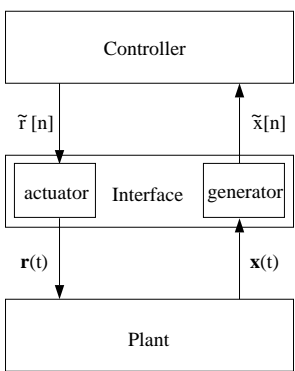 Controller
r̃ [n] x̃[n]
actuator Interface generator
r(t) x(t)
Plant